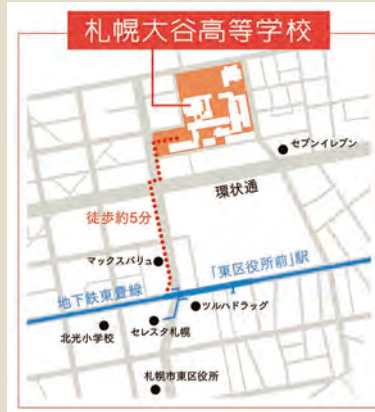 札幌大谷高等学校
セブンイレブン
環状通
徒歩約5分
マックスバリュ
「東区役所前」駅
地下鉄東豊線
ツルハドラッグ
北光小学校
セレスタ札幌
札幌市東区役所